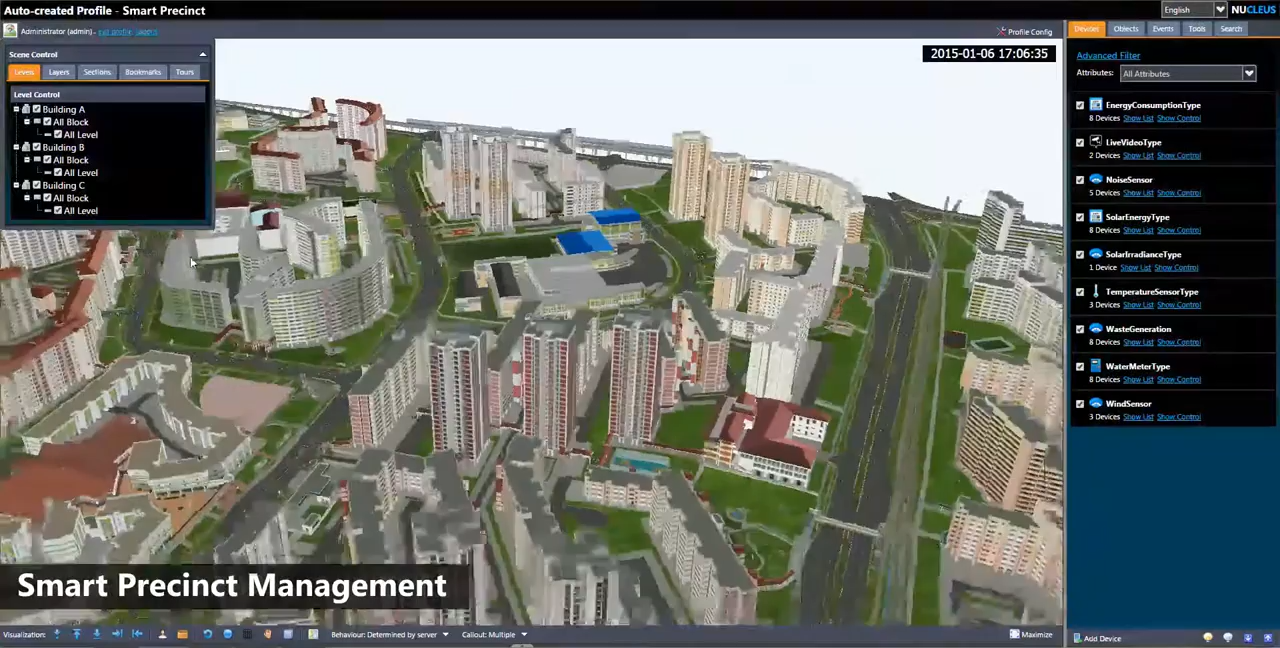 Auto-created Profile - Smart Precinct
English
NUCLEUS
Administrator (admin) -
Profile Config
Devices Objects Events Tools Search
Scene Control
Levels Layers Sections Bookmarks Tours
Level Control
Building A
All Block
All Level
Building B
All Block
All Level
Building C
All Block
All Level
2015-01-06 17:06:35
Advanced Filter
Attributes: All Attributes
EnergyConsumptionType
8 Devices Show List Show Control
LiveVideoType
2 Devices Show List Show Control
NoiseSensor
5 Devices Show List Show Control
SolarEnergyType
8 Devices Show List Show Control
SolarIrradianceType
1 Device Show List Show Control
TemperatureSensorType
3 Devices Show List Show Control
WasteGeneration
8 Devices Show List Show Control
WaterMeterType
8 Devices Show List Show Control
WindSensor
3 Devices Show List Show Control
Smart Precinct Management
Visualization:
Behaviour: Determined by server
Callout: Multiple
Maximize
Add Device